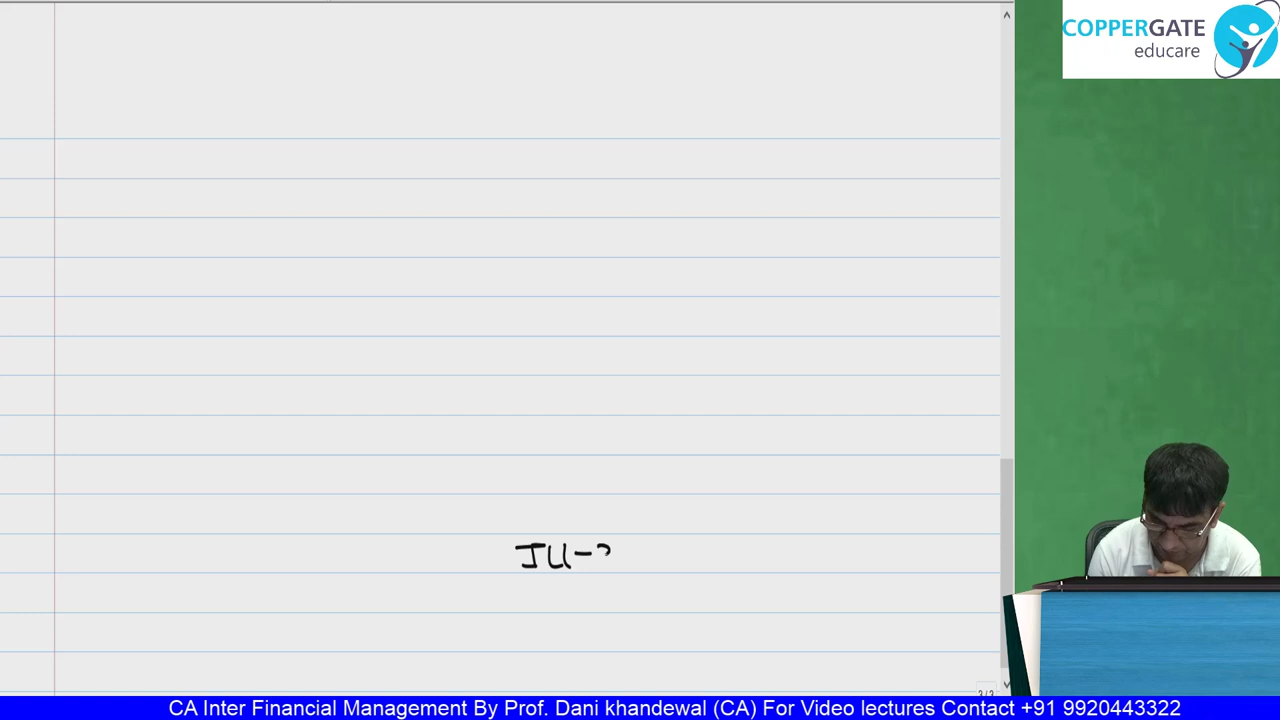 COPPERGATE
educare
CA Inter Financial Management By Prof. Dani khandewal (CA) For Video lectures Contact +91 9920443322